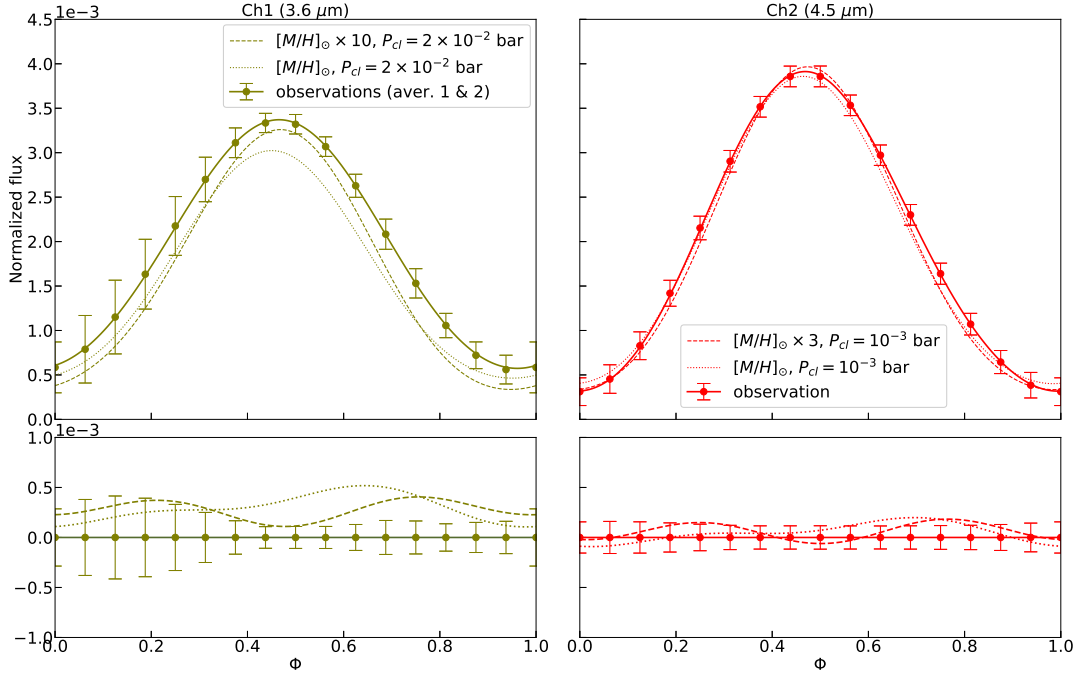 Ch1 (3.6 μm)
Ch2 (4.5 μm)
1e−3
4.5
4.0
3.5
3.0
2.5
2.0
1.5
1.0
0.5
0.0
Normalized flux
[M/H]⊙ × 10, P_cl = 2 × 10⁻² bar
[M/H]⊙, P_cl = 2 × 10⁻² bar
observations (aver. 1 & 2)
[M/H]⊙ × 3, P_cl = 10⁻³ bar
[M/H]⊙, P_cl = 10⁻³ bar
observation
1e−3
1.0
0.5
0.0
−0.5
−1.0
0.0 0.2 0.4 0.6 0.8 1.0
Φ
0.0 0.2 0.4 0.6 0.8 1.0
Φ